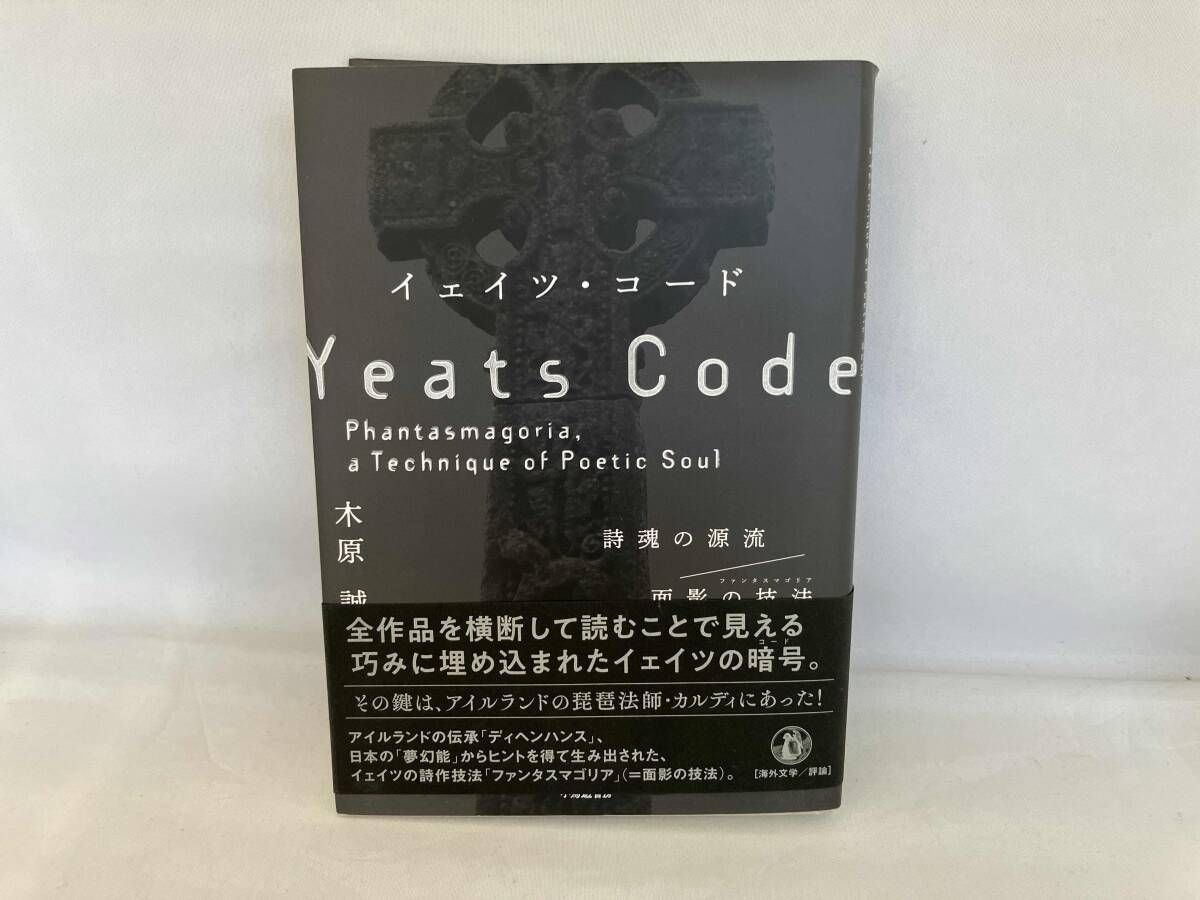 イェイツ・コード
Yeats Code
Phantasmagoria,
a Technique of Poetic Soul
木原 誠
詩魂の源流
ファンタスマゴリア
面影の技法
全作品を横断して読むことで見える
コード
巧みに埋め込まれたイェイツの暗号。
その鍵は、アイルランドの琵琶法師・カルディにあった!
アイルランドの伝承「ディヘンハンス」、
日本の「夢幻能」からヒントを得て生み出された、
イェイツの詩作技法「ファンタスマゴリア」(=面影の技法)。
[海外文学/評論]